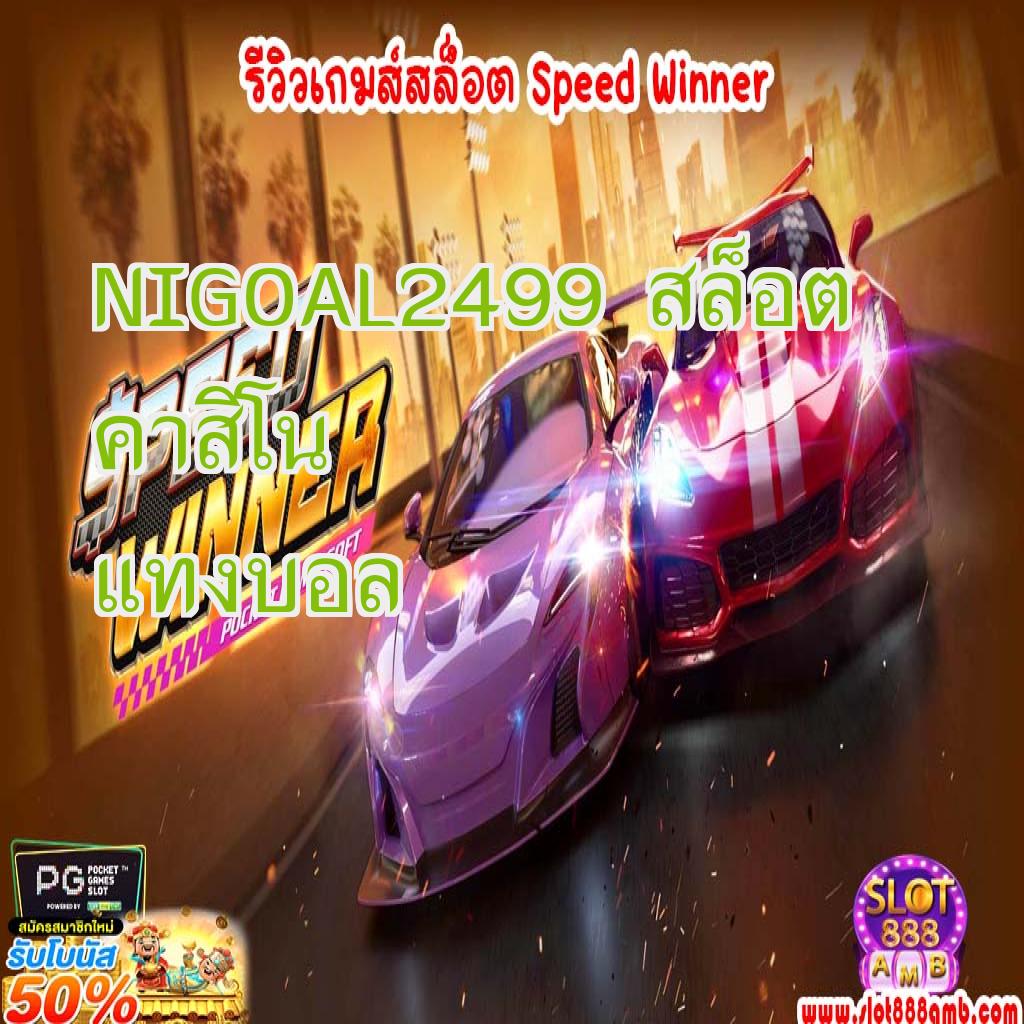 รีวิวเกมส์สล็อต Speed Winner
NIGOAL2499 สล็อต
คาสิโน
แทงบอล
SPEED
WINNER
PG POCKET GAMES SLOT
POWERED BY
สมัครสมาชิกใหม่
รับโบนัส
50%
SLOT
888
AMB
www.slot888amb.com